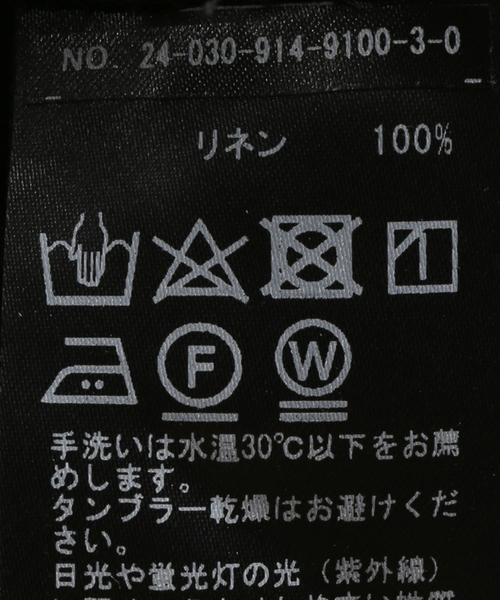 NO. 24-030-914-9100-3-0
リネン 100%
F W
手洗いは水温30℃以下をお薦
めします。
タンブラー乾燥はお避けくだ
さい。
日光や蛍光灯の光（紫外線）